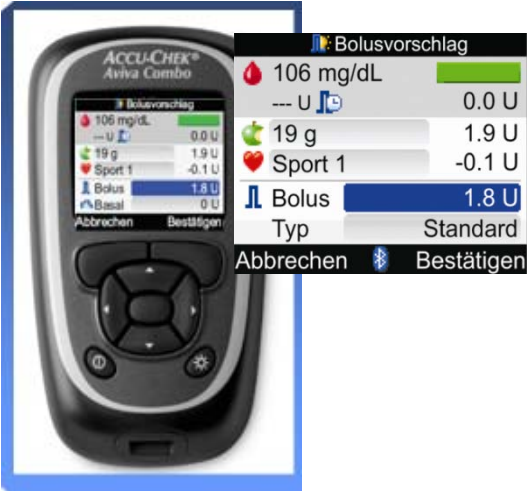 ACCU-CHEK®
Aviva Combo
Bolusvorschlag
106 mg/dL
--- U 0.0 U
19 g 1.9 U
Sport 1 -0.1 U
Bolus 1.8 U
Basal 0 U
Abbrechen Bestätigen
Bolusvorschlag
106 mg/dL
--- U 0.0 U
19 g 1.9 U
Sport 1 -0.1 U
Bolus 1.8 U
Typ Standard
Abbrechen Bestätigen